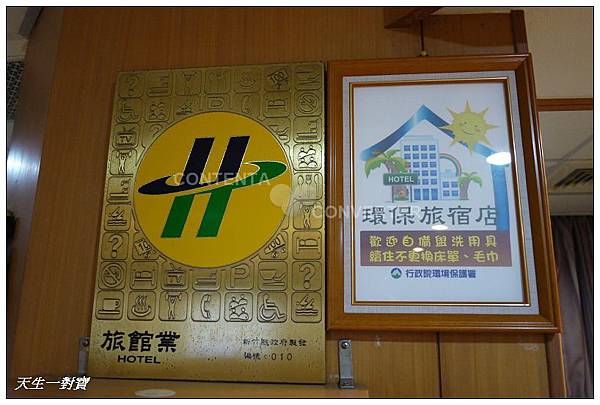 旅館業
HOTEL
新竹縣政府製發
編號：010
HOTEL
環保旅宿店
歡迎自備盥洗用具
續住不更換床單、毛巾
行政院環境保護署
CONTENTA
CONVERTER
天生一對寶